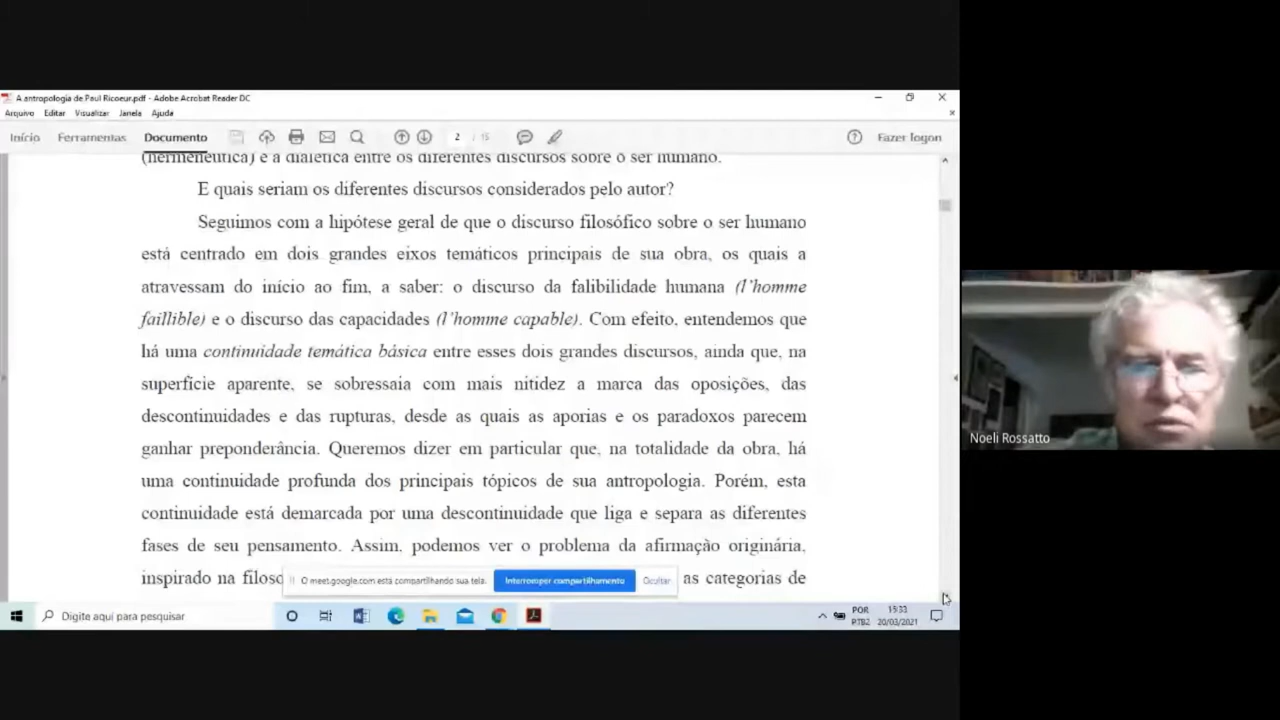 A antropologia de Paul Ricoeur.pdf - Adobe Acrobat Reader DC
Arquivo Editar Visualizar Janela Ajuda
Início Ferramentas Documento 2 / 15 Fazer logon
(hermenêutica) e a dialética entre os diferentes discursos sobre o ser humano.
E quais seriam os diferentes discursos considerados pelo autor?
Seguimos com a hipótese geral de que o discurso filosófico sobre o ser humano
está centrado em dois grandes eixos temáticos principais de sua obra, os quais a
atravessam do início ao fim, a saber: o discurso da falibilidade humana (l'homme
faillible) e o discurso das capacidades (l'homme capable). Com efeito, entendemos que
há uma continuidade temática básica entre esses dois grandes discursos, ainda que, na
superfície aparente, se sobressaia com mais nitidez a marca das oposições, das
descontinuidades e das rupturas, desde as quais as aporias e os paradoxos parecem
ganhar preponderância. Queremos dizer em particular que, na totalidade da obra, há
uma continuidade profunda dos principais tópicos de sua antropologia. Porém, esta
continuidade está demarcada por uma descontinuidade que liga e separa as diferentes
fases de seu pensamento. Assim, podemos ver o problema da afirmação originária,
inspirado na filoso as categorias de
O meet.google.com está compartilhando sua tela. Interromper compartilhamento Ocultar
Digite aqui para pesquisar
POR 15:33
PTB2 20/03/2021
Noeli Rossatto